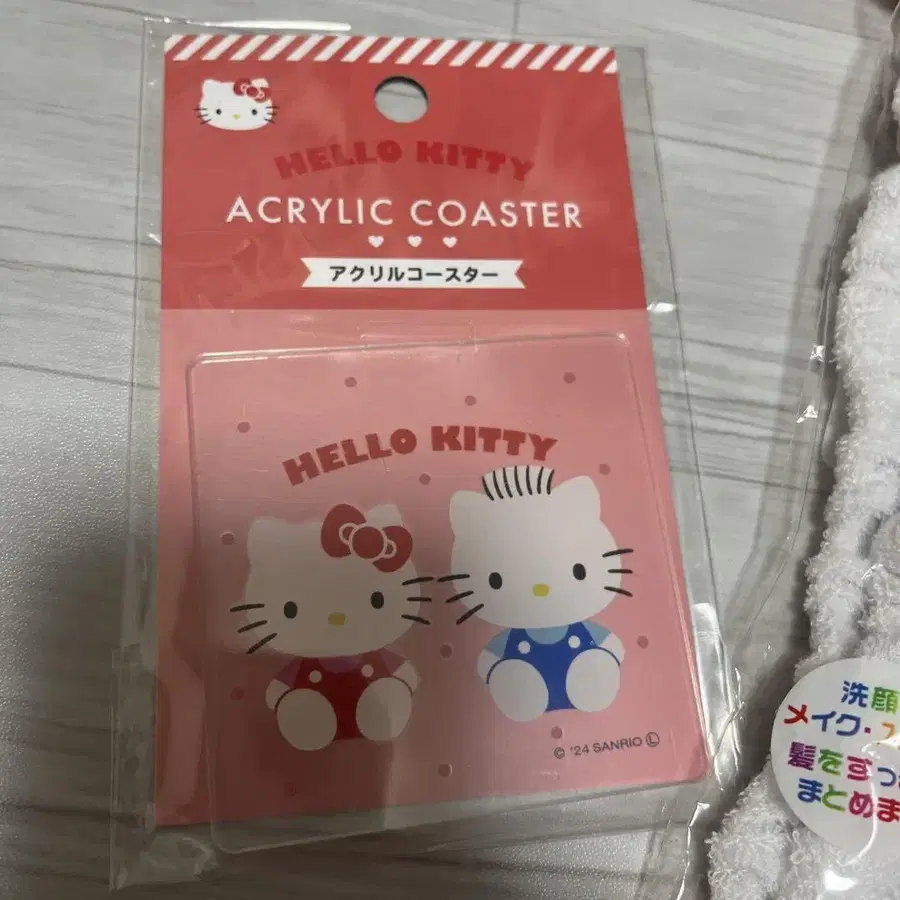 HELLO KITTY
ACRYLIC COASTER
アクリルコースター
HELLO KITTY
© '24 SANRIO Ⓛ
洗顔
メイク・
髪をすっ
まとめま